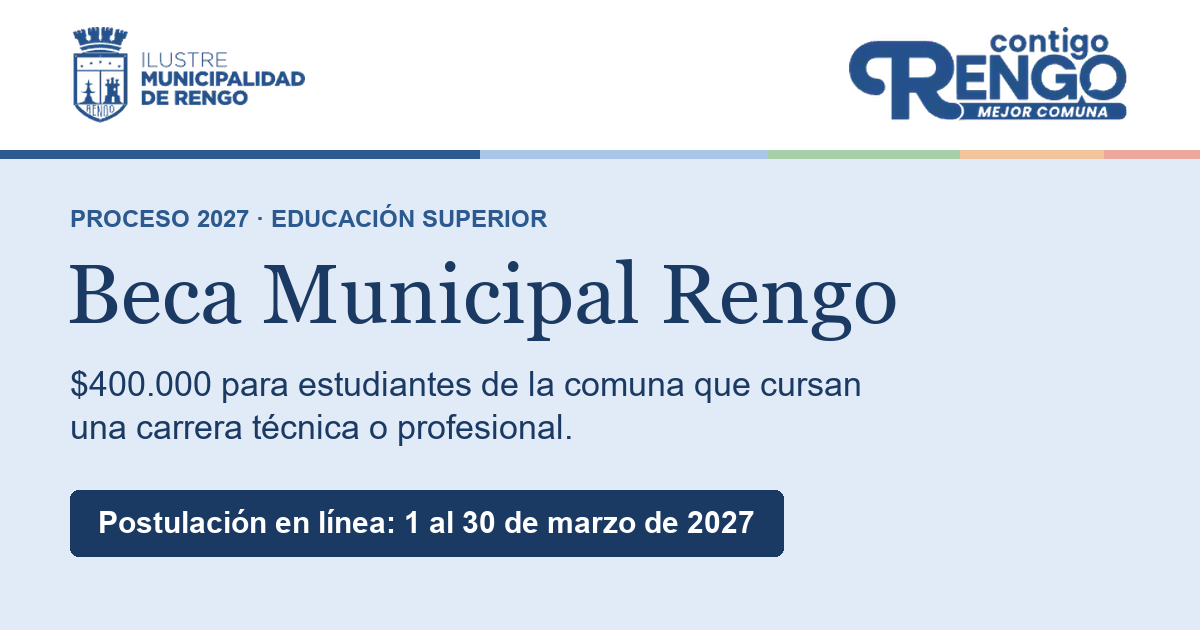 ILUSTRE
MUNICIPALIDAD
DE RENGO
RENGO
contigo
RENGO
MEJOR COMUNA
PROCESO 2027 · EDUCACIÓN SUPERIOR
Beca Municipal Rengo
$400.000 para estudiantes de la comuna que cursan
una carrera técnica o profesional.
Postulación en línea: 1 al 30 de marzo de 2027